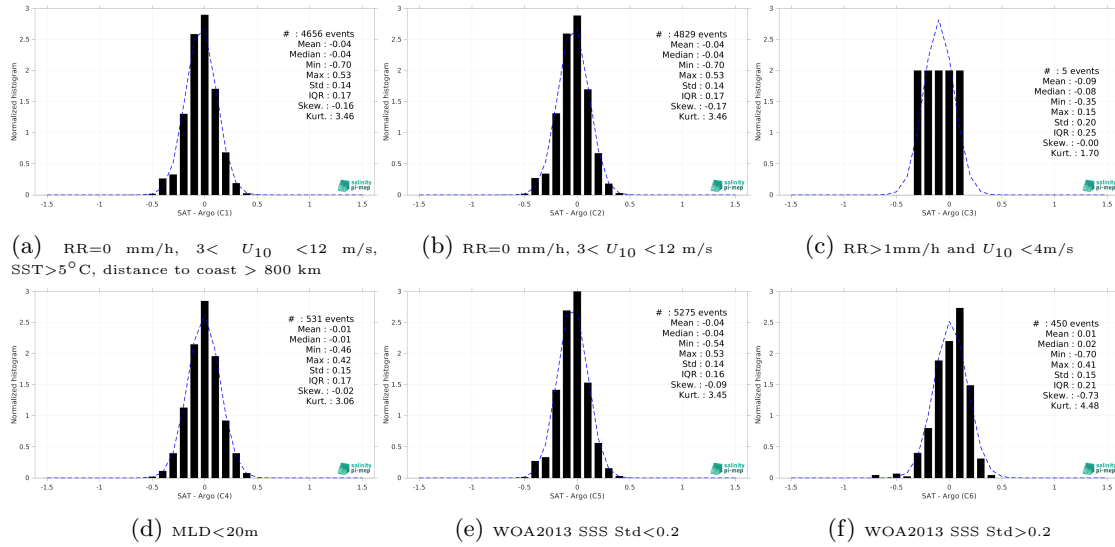 Normalized histogram
3
2.5
2
1.5
1
0.5
0
-1.5
-1
-0.5
0
0.5
1
1.5
SAT - Argo (C1)
# : 4656 events
Mean : -0.04
Median : -0.04
Min : -0.70
Max : 0.53
Std : 0.14
IQR : 0.17
Skew. : -0.16
Kurt. : 3.46
salinity
pi-mep
(a) RR=0 mm/h, 3< U10 <12 m/s,
SST>5°C, distance to coast > 800 km
Normalized histogram
3
2.5
2
1.5
1
0.5
0
-1.5
-1
-0.5
0
0.5
1
1.5
SAT - Argo (C2)
# : 4829 events
Mean : -0.04
Median : -0.04
Min : -0.70
Max : 0.53
Std : 0.14
IQR : 0.17
Skew. : -0.17
Kurt. : 3.46
salinity
pi-mep
(b) RR=0 mm/h, 3< U10 <12 m/s
Normalized histogram
3
2.5
2
1.5
1
0.5
0
-1.5
-1
-0.5
0
0.5
1
1.5
SAT - Argo (C3)
# : 5 events
Mean : -0.09
Median : -0.08
Min : -0.35
Max : 0.15
Std : 0.20
IQR : 0.25
Skew. : -0.00
Kurt. : 1.70
salinity
pi-mep
(c) RR>1mm/h and U10 <4m/s
Normalized histogram
3
2.5
2
1.5
1
0.5
0
-1.5
-1
-0.5
0
0.5
1
1.5
SAT - Argo (C4)
# : 531 events
Mean : -0.01
Median : -0.01
Min : -0.46
Max : 0.42
Std : 0.15
IQR : 0.17
Skew. : -0.02
Kurt. : 3.06
salinity
pi-mep
(d) MLD<20m
Normalized histogram
3
2.5
2
1.5
1
0.5
0
-1.5
-1
-0.5
0
0.5
1
1.5
SAT - Argo (C5)
# : 5275 events
Mean : -0.04
Median : -0.04
Min : -0.54
Max : 0.53
Std : 0.14
IQR : 0.16
Skew. : -0.09
Kurt. : 3.45
salinity
pi-mep
(e) WOA2013 SSS Std<0.2
Normalized histogram
3
2.5
2
1.5
1
0.5
0
-1.5
-1
-0.5
0
0.5
1
1.5
SAT - Argo (C6)
# : 450 events
Mean : 0.01
Median : 0.02
Min : -0.70
Max : 0.41
Std : 0.15
IQR : 0.21
Skew. : -0.73
Kurt. : 4.48
salinity
pi-mep
(f) WOA2013 SSS Std>0.2